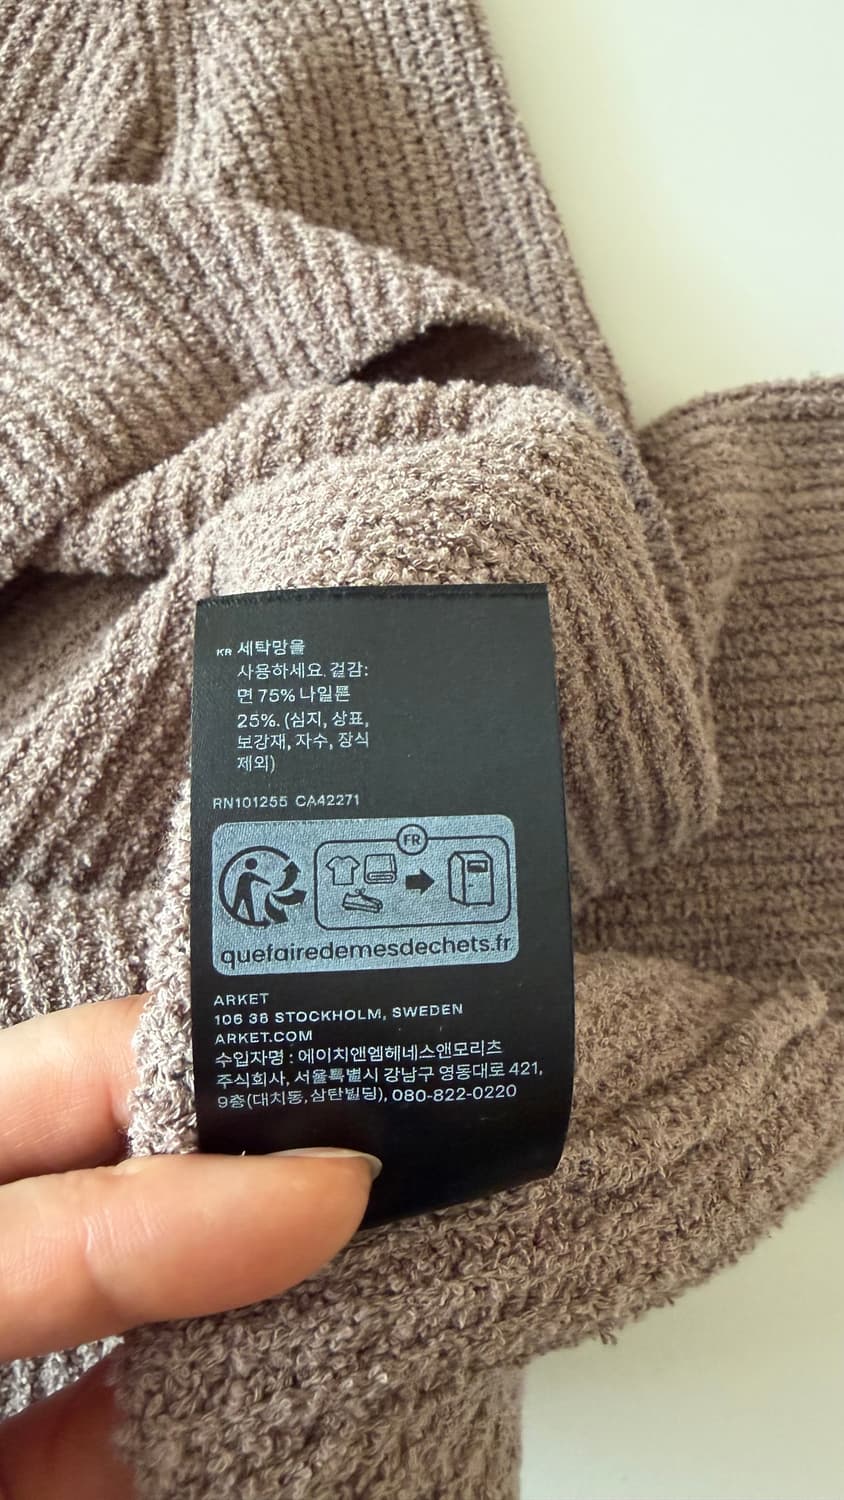 KR 세탁망을
사용하세요. 겉감:
면 75% 나일론
25%. (심지, 상표,
보강재, 자수, 장식
제외)
RN101255 CA42271
FR
quefairedemesdechets.fr
ARKET
106 38 STOCKHOLM, SWEDEN
ARKET.COM
수입자명 : 에이치앤엠헤네스앤모리츠
주식회사, 서울특별시 강남구 영동대로 421,
9층(대치동,삼탄빌딩), 080-822-0220